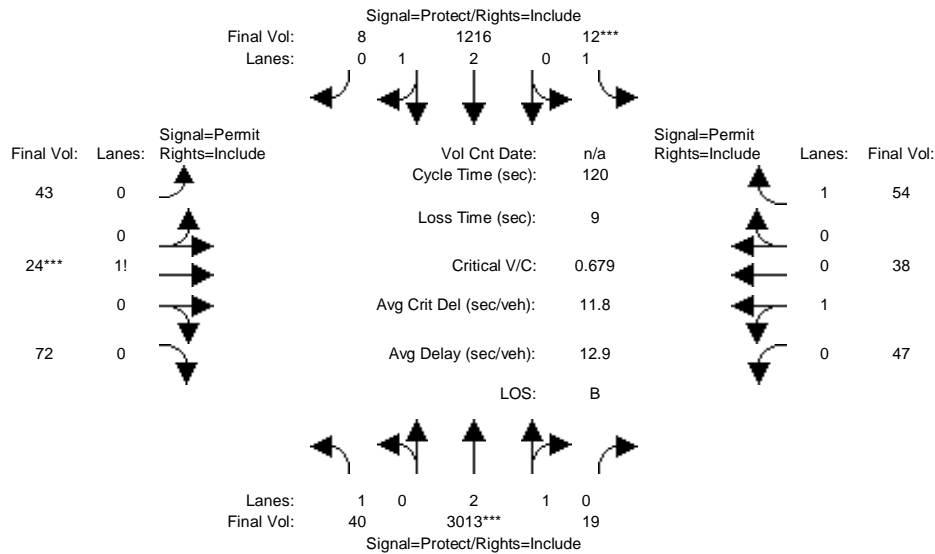 Signal=Protect/Rights=Include
Final Vol: 8 1216 12***
Lanes: 0 1 2 0 1
Signal=Permit Signal=Permit
Final Vol: Lanes: Rights=Include Vol Cnt Date: n/a Rights=Include Lanes: Final Vol:
Cycle Time (sec): 120
43 0 1 54
Loss Time (sec): 9
0 0
24*** 1! Critical V/C: 0.679 0 38
0 Avg Crit Del (sec/veh): 11.8 1
72 0 Avg Delay (sec/veh): 12.9 0 47
LOS: B
Lanes: 1 0 2 1 0
Final Vol: 40 3013*** 19
Signal=Protect/Rights=Include